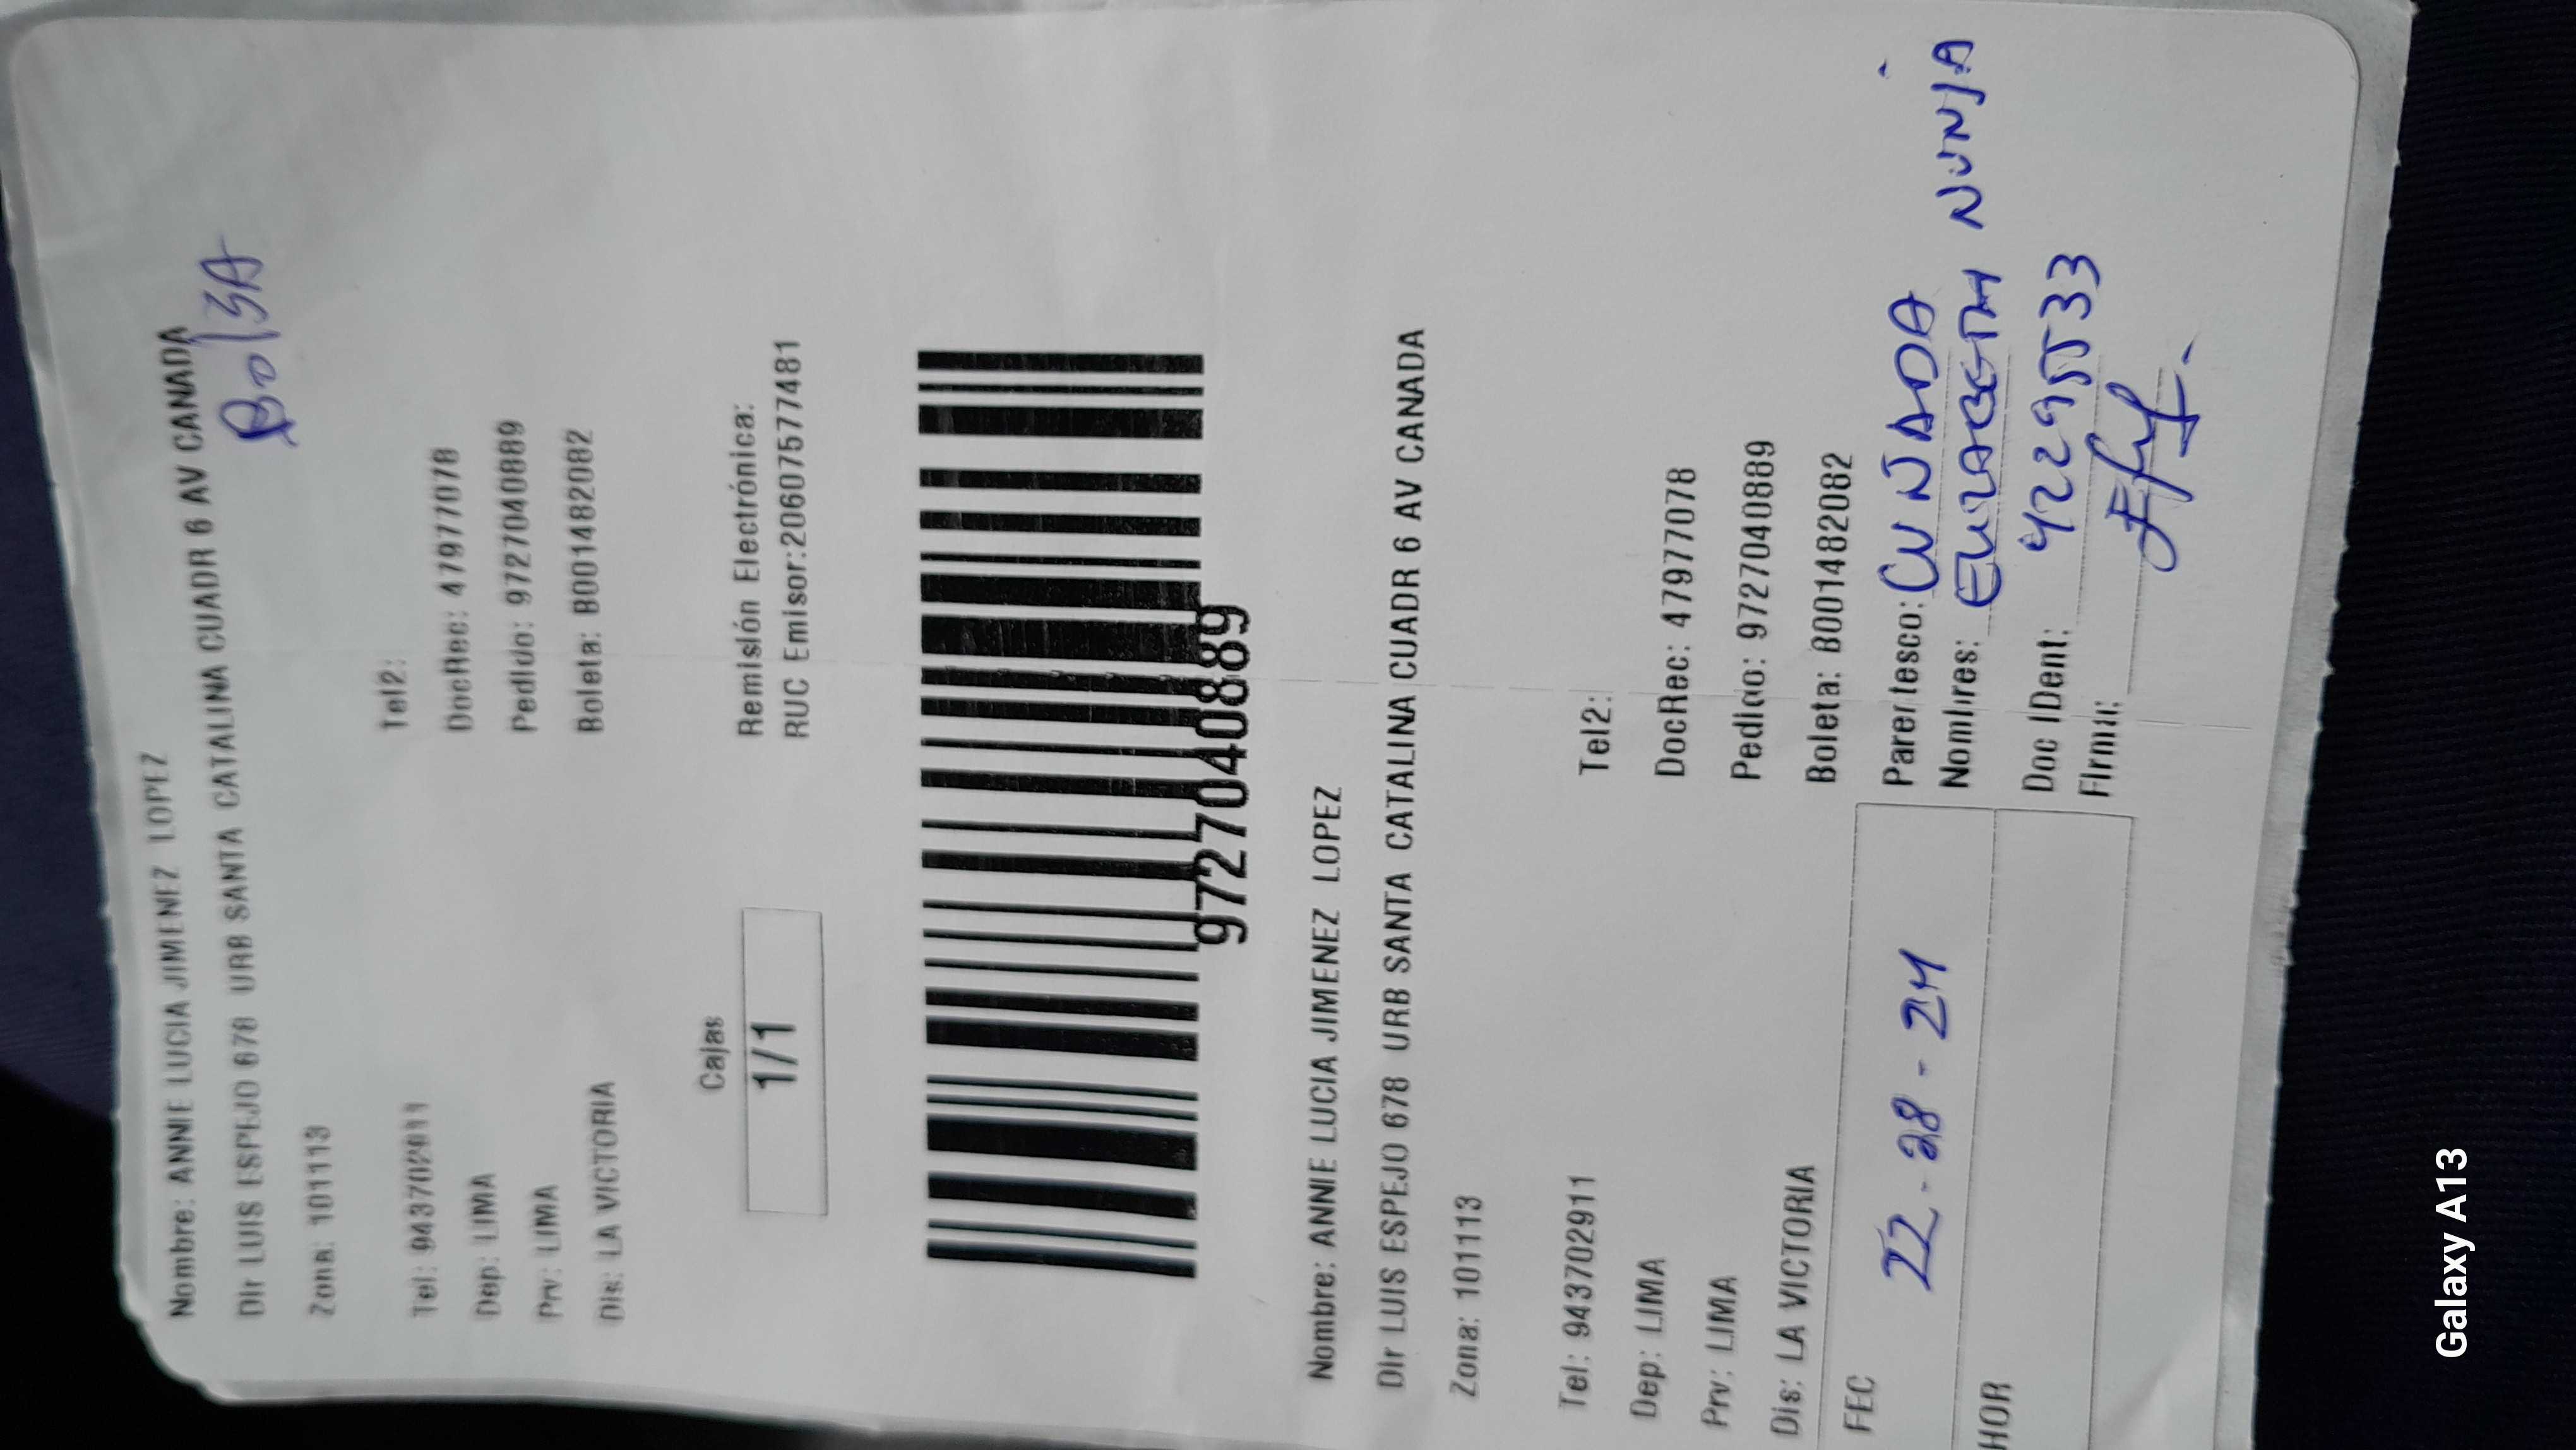 Nombre: ANNIE LUCIA JIMENEZ LOPEZ
Dir LUIS ESPEJO 678 URB SANTA CATALINA CUADR 6 AV CANADA
BolSA
Zona: 101113
Tel: 943702911 Tel2:
Dep: LIMA DocRec: 47977078
Prv: LIMA Pedido: 9727040889
Dis: LA VICTORIA Boleta: B001482082
Cajas
1/1
Remisión Electrónica:
RUC Emisor:20607577481
9727040889
Nombre: ANNIE LUCIA JIMENEZ LOPEZ
Dir LUIS ESPEJO 678 URB SANTA CATALINA CUADR 6 AV CANADA
Zona: 101113
Tel: 943702911 Tel2:
Dep: LIMA DocRec: 47977078
Prv: LIMA Pedido: 9727040889
Dis: LA VICTORIA Boleta: B001482082
FEC 22-28-24 Parentesco: CUÑADA
Nombres: ELIZABETH NUNJA
HOR Doc IDent: 42295533
Firma:
Galaxy A13